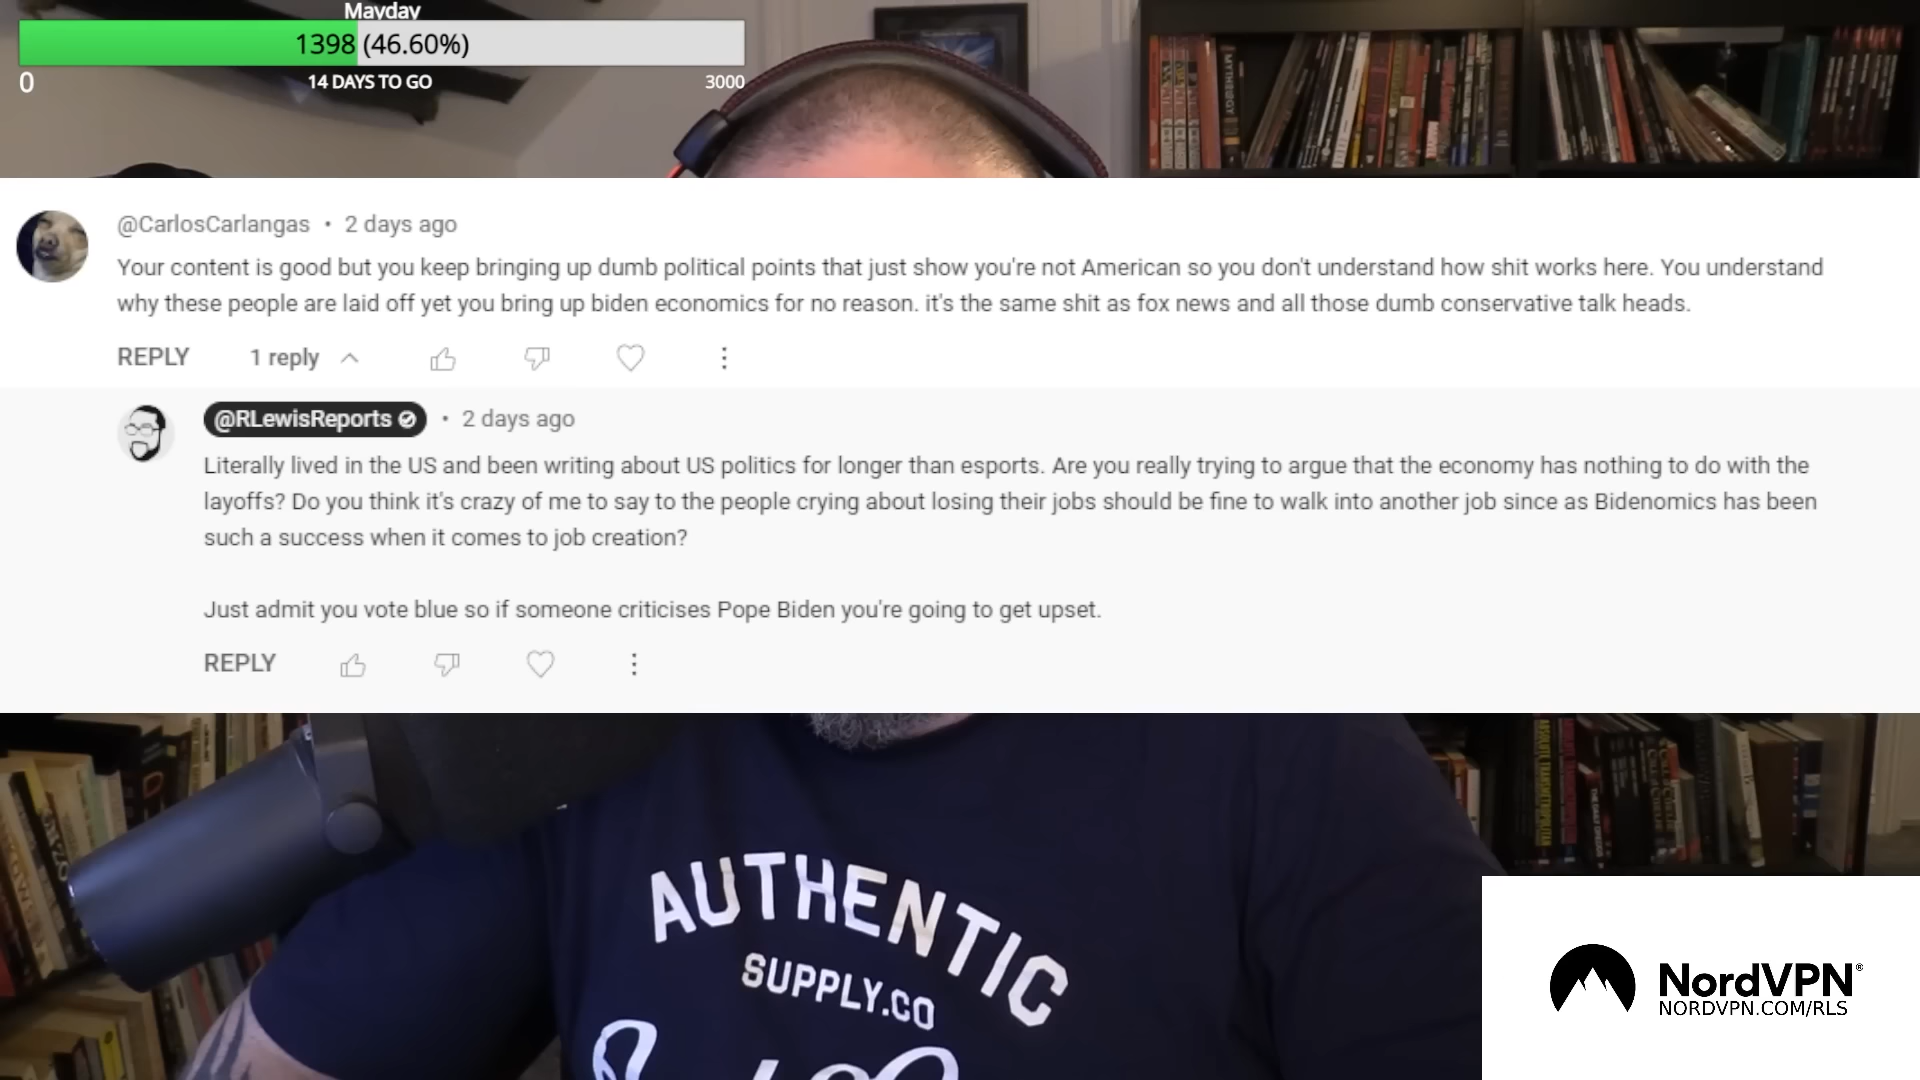 Mayday
1398 (46.60%)
0
14 DAYS TO GO
3000
@CarlosCarlangas • 2 days ago
Your content is good but you keep bringing up dumb political points that just show you're not American so you don't understand how shit works here. You understand
why these people are laid off yet you bring up biden economics for no reason. it's the same shit as fox news and all those dumb conservative talk heads.
REPLY 1 reply
@RLewisReports • 2 days ago
Literally lived in the US and been writing about US politics for longer than esports. Are you really trying to argue that the economy has nothing to do with the
layoffs? Do you think it's crazy of me to say to the people crying about losing their jobs should be fine to walk into another job since as Bidenomics has been
such a success when it comes to job creation?
Just admit you vote blue so if someone criticises Pope Biden you're going to get upset.
REPLY
AUTHENTIC
SUPPLY.CO
NordVPN®
NORDVPN.COM/RLS